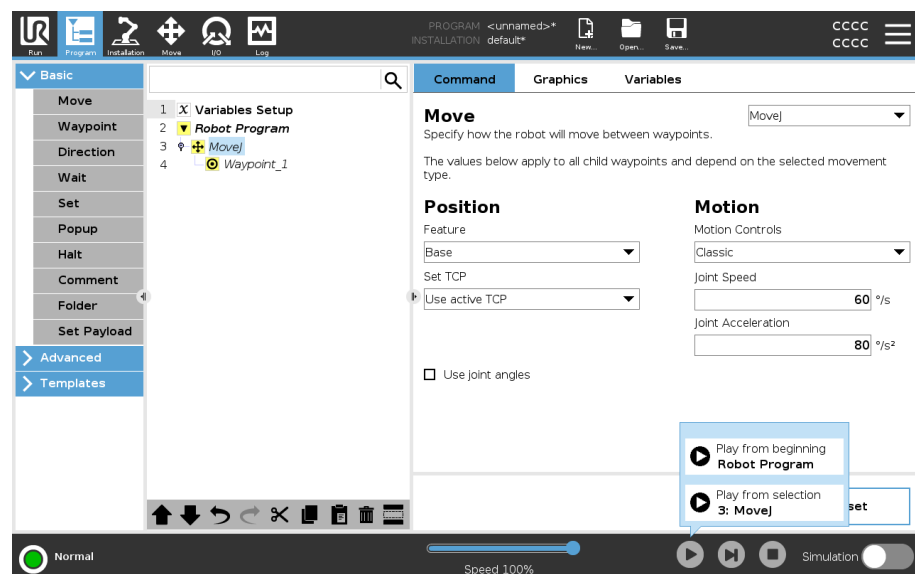 PROGRAM <unnamed>*
INSTALLATION default*
CCCC
CCCC
Run Program Installation Move I/O Log New... Open... Save...
Basic
Move
Waypoint
Direction
Wait
Set
Popup
Halt
Comment
Folder
Set Payload
Advanced
Templates
1 X Variables Setup
2 Robot Program
3 MoveJ
4 Waypoint_1
Command Graphics Variables
Move
MoveJ
Specify how the robot will move between waypoints.
The values below apply to all child waypoints and depend on the selected movement
type.
Position
Feature
Base
Set TCP
Use active TCP
Use joint angles
Motion
Motion Controls
Classic
Joint Speed
60 °/s
Joint Acceleration
80 °/s²
Play from beginning
Robot Program
Play from selection
3: MoveJ
set
Normal
Speed 100%
Simulation